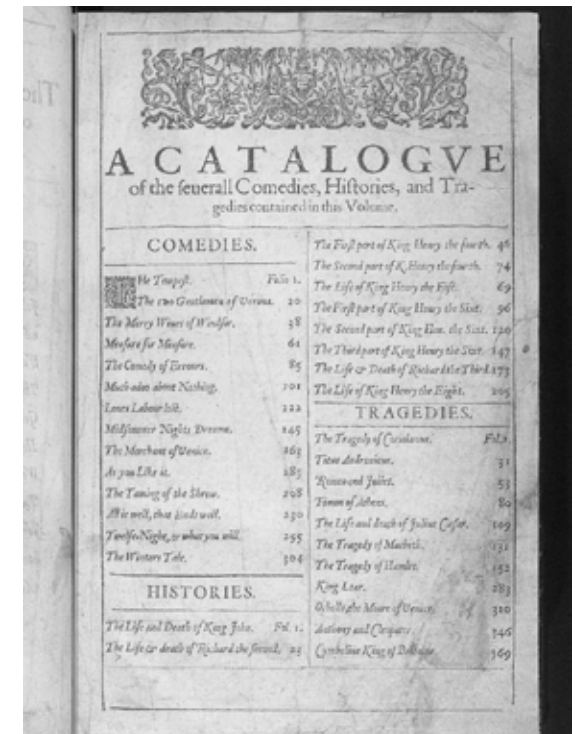 A CATALOGVE
of the seuerall Comedies, Histories, and Tra-
gedies contained in this Volume.
COMEDIES.
The Tempest. Folio 1.
The two Gentlemen of Verona. 20
The Merry Wiues of Windsor. 38
Measure for Measure. 61
The Comedy of Errours. 85
Much adoo about Nothing. 101
Loues Labour lost. 122
Midsommer Nights Dreame. 145
The Merchant of Venice. 163
As you Like it. 185
The Taming of the Shrew. 208
All is well, that Ends well. 230
Twelfe-Night, or what you will. 255
The Winters Tale. 304
HISTORIES.
The Life and Death of King John. Fol. 1.
The Life & death of Richard the second. 23
The First part of King Henry the fourth. 46
The Second part of K. Henry the fourth. 74
The Life of King Henry the Fift. 69
The First part of King Henry the Sixt. 96
The Second part of King Hen. the Sixt. 120
The Third part of King Henry the Sixt. 147
The Life & Death of Richard the Third. 173
The Life of King Henry the Eight. 205
TRAGEDIES.
The Tragedy of Coriolanus. Fol. 1.
Titus Andronicus. 31
Romeo and Juliet. 53
Timon of Athens. 80
The Life and death of Julius Cæsar. 109
The Tragedy of Macbeth. 131
The Tragedy of Hamlet. 152
King Lear. 283
Othello, the Moore of Venice. 310
Anthony and Cleopater. 346
Cymbeline King of Britaine. 369